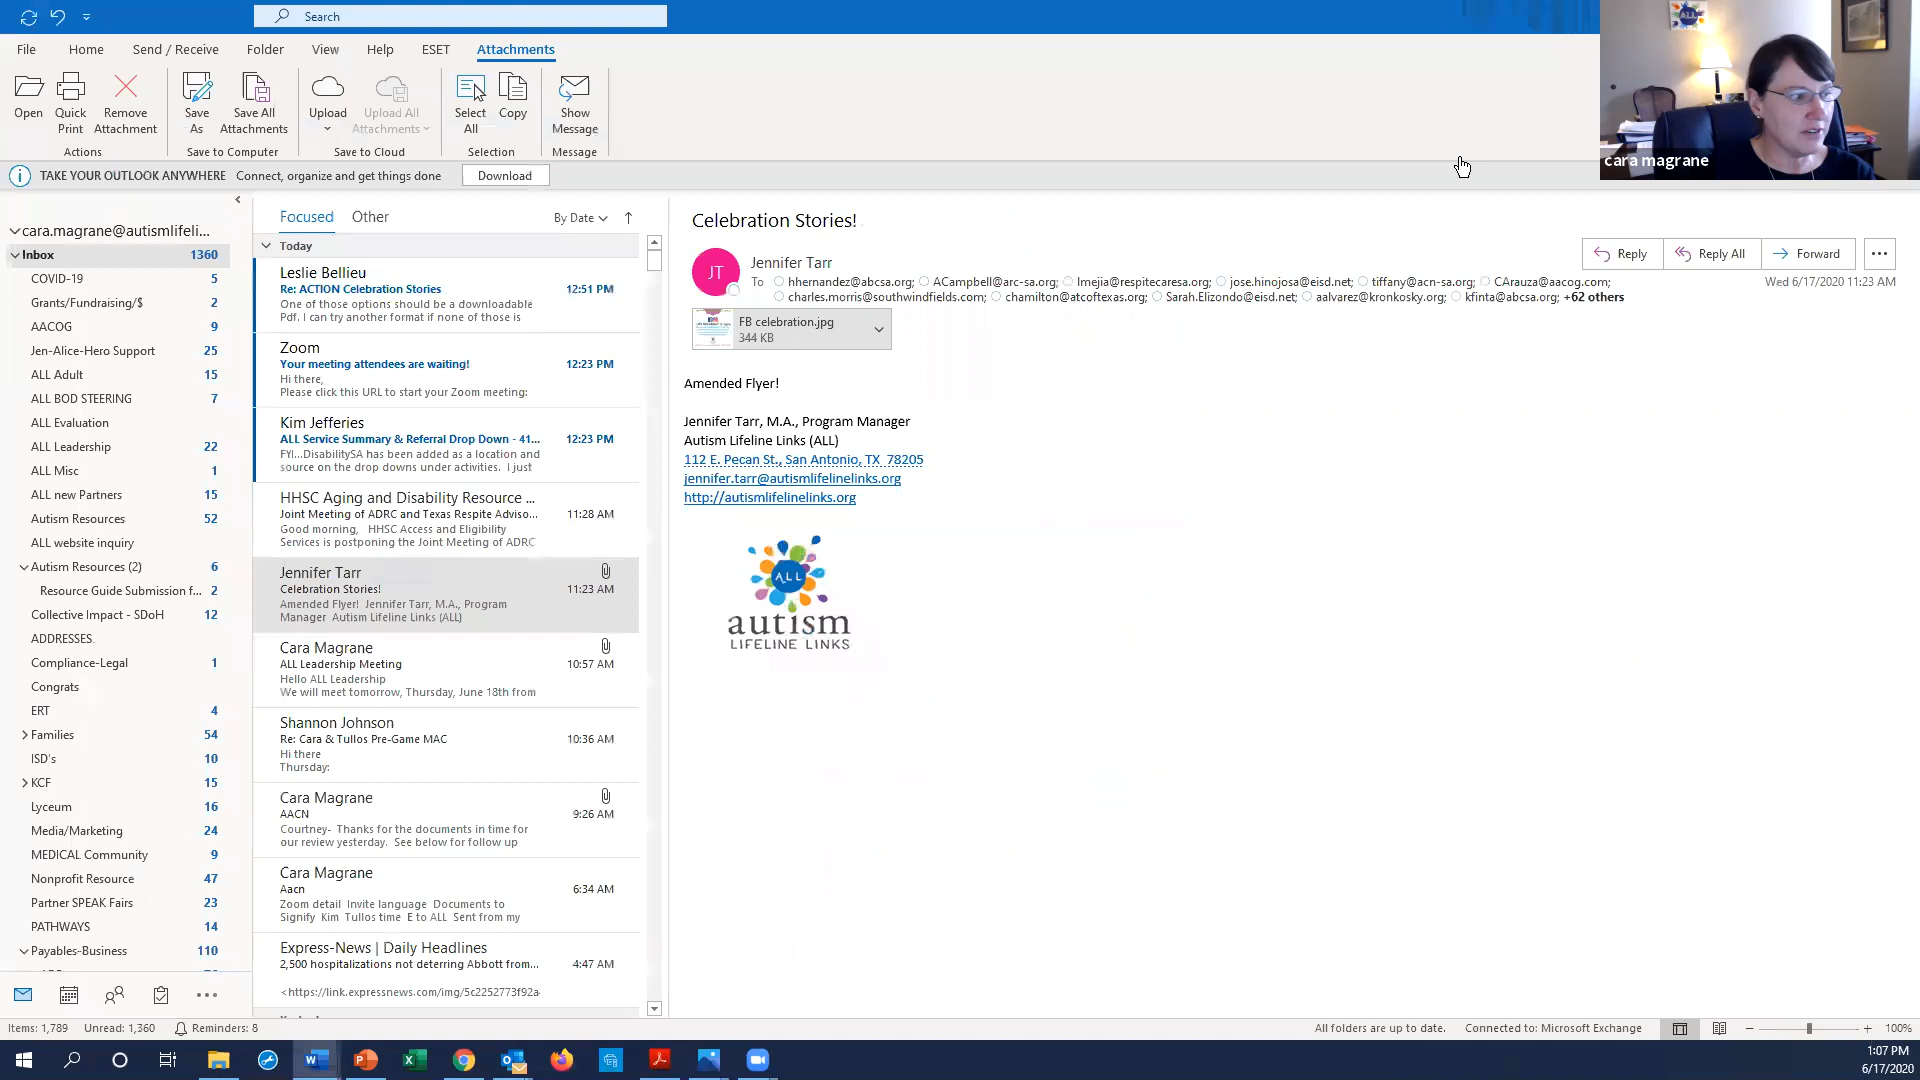 Search
File Home Send / Receive Folder View Help ESET Attachments
Open Quick Print Remove Attachment Save As Save All Attachments Upload Upload All Attachments Select All Copy Show Message
Actions Save to Computer Save to Cloud Selection Message
cara magrane
TAKE YOUR OUTLOOK ANYWHERE Connect, organize and get things done Download
cara.magrane@autismlifeli...
Inbox 1360
COVID-19 5
Grants/Fundraising/$ 2
AACOG 9
Jen-Alice-Hero Support 25
ALL Adult 15
ALL BOD STEERING 7
ALL Evaluation
ALL Leadership 22
ALL Misc 1
ALL new Partners 15
Autism Resources 52
ALL website inquiry
Autism Resources (2) 6
Resource Guide Submission f... 2
Collective Impact - SDoH 12
ADDRESSES
Compliance-Legal 1
Congrats
ERT 4
Families 54
ISD's 10
KCF 15
Lyceum 16
Media/Marketing 24
MEDICAL Community 9
Nonprofit Resource 47
Partner SPEAK Fairs 23
PATHWAYS 14
Payables-Business 110
Focused Other By Date
Today
Leslie Bellieu
Re: ACTION Celebration Stories 12:51 PM
One of those options should be a downloadable
Pdf. I can try another format if none of those is
Zoom
Your meeting attendees are waiting! 12:23 PM
Hi there,
Please click this URL to start your Zoom meeting:
Kim Jefferies
ALL Service Summary & Referral Drop Down - 41... 12:23 PM
FYI...DisabilitySA has been added as a location and
source on the drop downs under activities. I just
HHSC Aging and Disability Resource ...
Joint Meeting of ADRC and Texas Respite Adviso... 11:28 AM
Good morning, HHSC Access and Eligibility
Services is postponing the Joint Meeting of ADRC
Jennifer Tarr
Celebration Stories! 11:23 AM
Amended Flyer! Jennifer Tarr, M.A., Program
Manager Autism Lifeline Links (ALL)
Cara Magrane
ALL Leadership Meeting 10:57 AM
Hello ALL Leadership
We will meet tomorrow, Thursday, June 18th from
Shannon Johnson
Re: Cara & Tullos Pre-Game MAC 10:36 AM
Hi there
Thursday:
Cara Magrane
AACN 9:26 AM
Courtney- Thanks for the documents in time for
our review yesterday. See below for follow up
Cara Magrane
Aacn 6:34 AM
Zoom detail Invite language Documents to
Signify Kim Tullos time E to ALL Sent from my
Express-News | Daily Headlines
2,500 hospitalizations not deterring Abbott from... 4:47 AM
<https://link.expressnews.com/img/5c2252773f92a
Celebration Stories!
JT
Jennifer Tarr
Reply Reply All Forward
To hhernandez@abcsa.org; ACampbell@arc-sa.org; lmejia@respitecaresa.org; jose.hinojosa@eisd.net; tiffany@acn-sa.org; CArauza@aacog.com; Wed 6/17/2020 11:23 AM
charles.morris@southwindfields.com; chamilton@atcoftexas.org; Sarah.Elizondo@eisd.net; aalvarez@kronkosky.org; kfinta@abcsa.org; +62 others
FB celebration.jpg
344 KB
Amended Flyer!
Jennifer Tarr, M.A., Program Manager
Autism Lifeline Links (ALL)
112 E. Pecan St., San Antonio, TX 78205
jennifer.tarr@autismlifelinelinks.org
http://autismlifelinelinks.org
ALL
autism
LIFELINE LINKS
Items: 1,789 Unread: 1,360 Reminders: 8 All folders are up to date. Connected to: Microsoft Exchange 100%
1:07 PM
6/17/2020